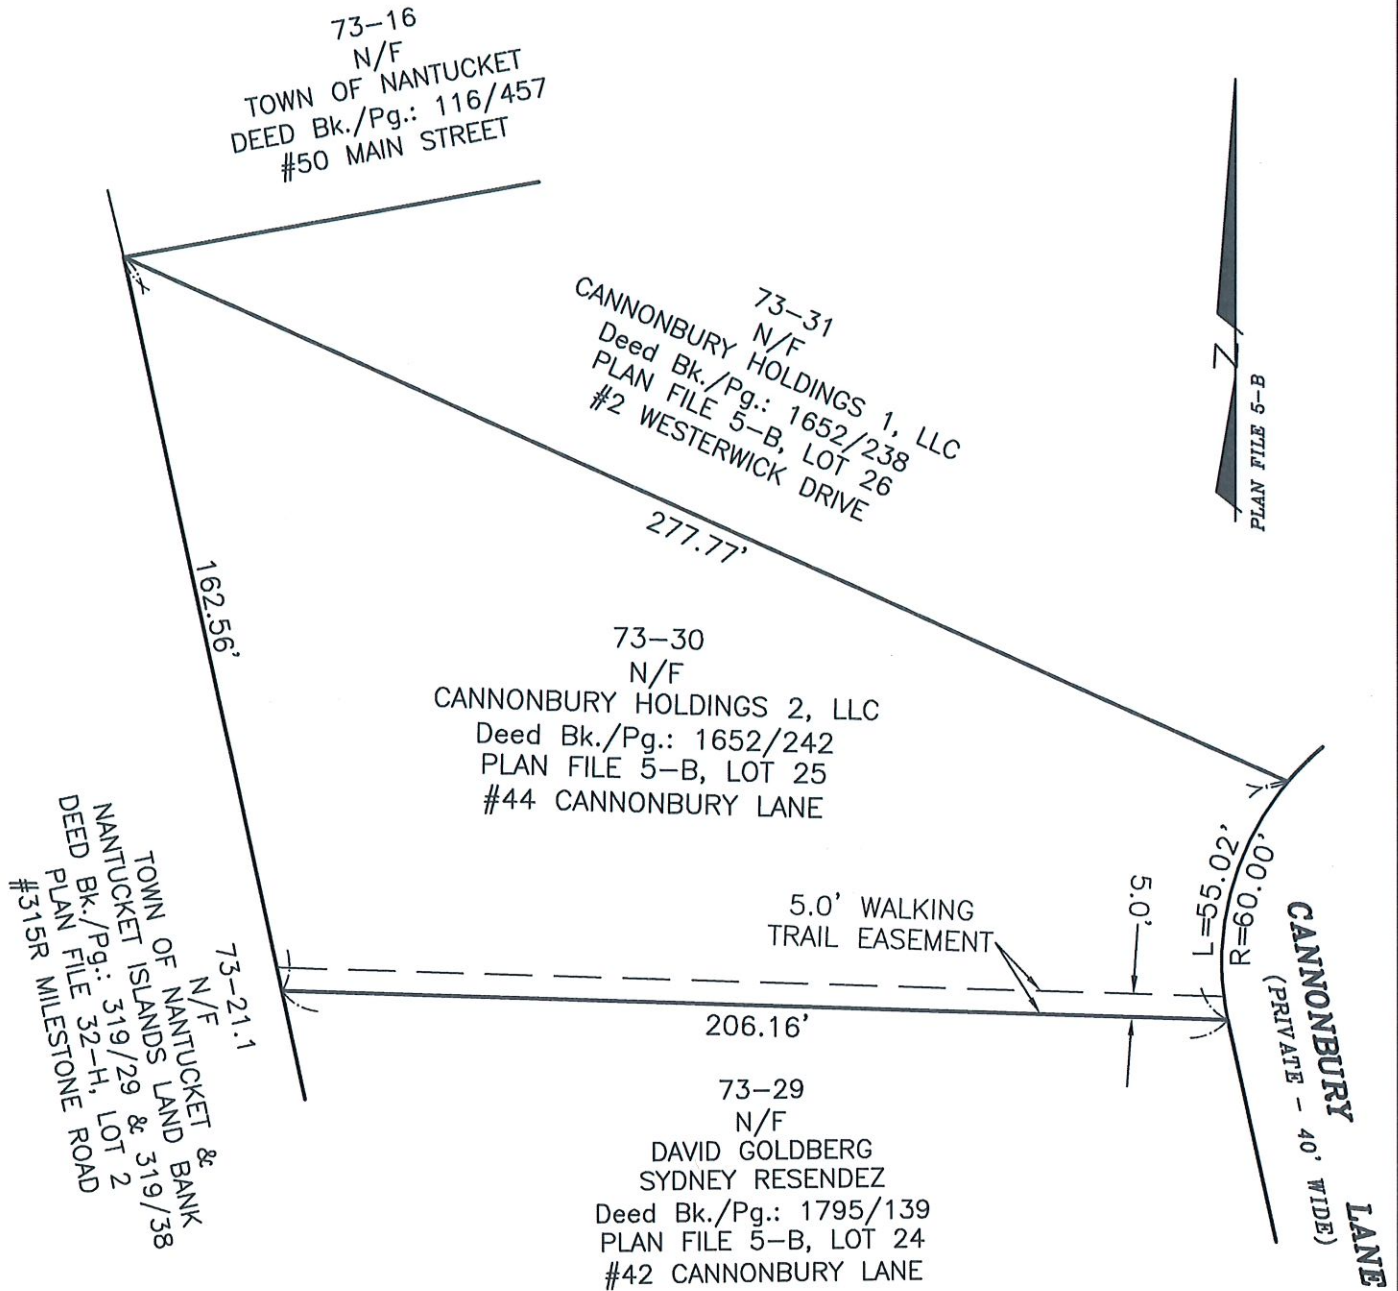 73-16
N/F
TOWN OF NANTUCKET
DEED Bk./Pg.: 116/457
#50 MAIN STREET
73-31
N/F
CANNONBURY HOLDINGS 1, LLC
Deed Bk./Pg.: 1652/238
PLAN FILE 5-B, LOT 26
#2 WESTERWICK DRIVE
N
PLAN FILE 5-B
277.77'
162.56'
73-30
N/F
CANNONBURY HOLDINGS 2, LLC
Deed Bk./Pg.: 1652/242
PLAN FILE 5-B, LOT 25
#44 CANNONBURY LANE
5.0' WALKING
TRAIL EASEMENT
5.0'
L=55.02'
R=60.00'
CANNONBURY LANE
(PRIVATE - 40' WIDE)
206.16'
73-21.1
N/F
TOWN OF NANTUCKET &
NANTUCKET ISLANDS LAND BANK
DEED Bk./Pg.: 319/29 & 319/38
PLAN FILE 32-H, LOT 2
#315R MILESTONE ROAD
73-29
N/F
DAVID GOLDBERG
SYDNEY RESENDEZ
Deed Bk./Pg.: 1795/139
PLAN FILE 5-B, LOT 24
#42 CANNONBURY LANE